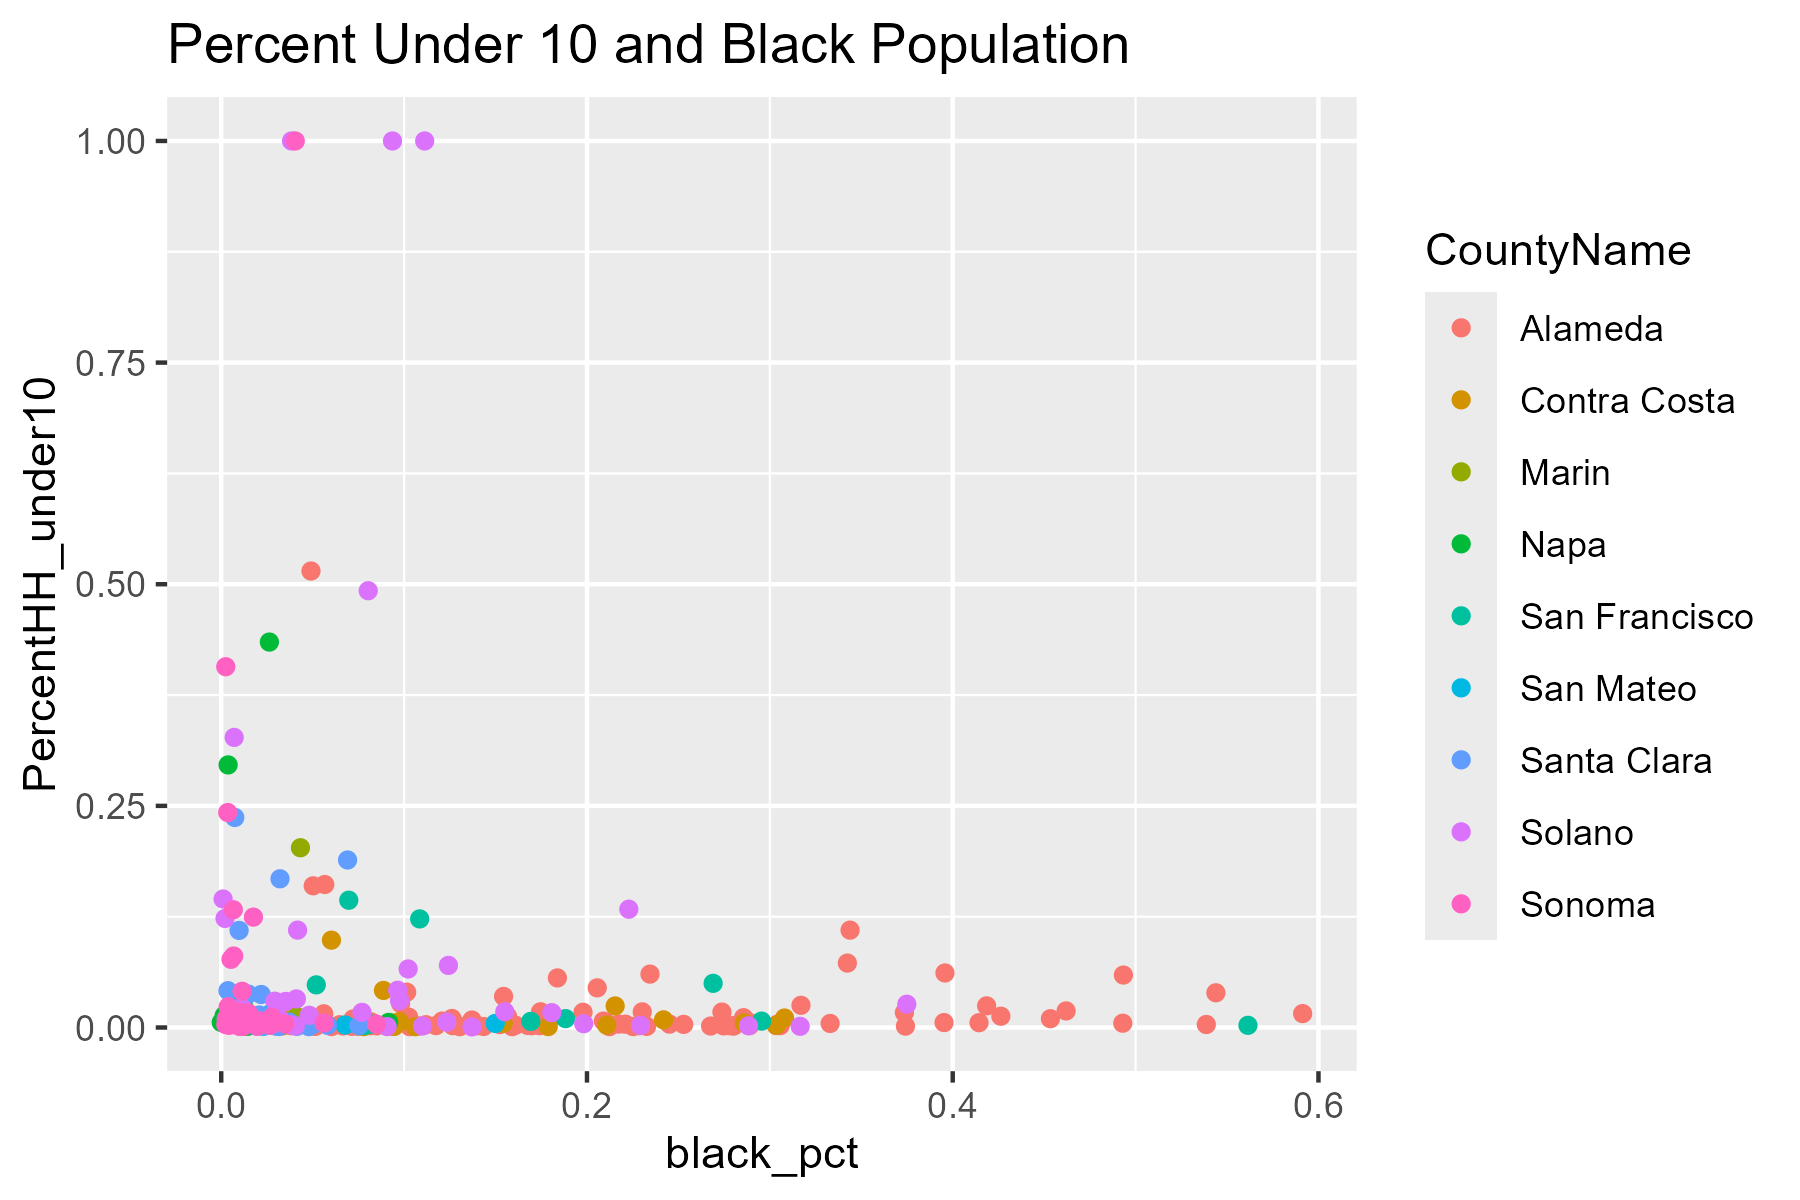 Percent Under 10 and Black Population
PercentHH_under10
1.00
0.75
0.50
0.25
0.00
0.0
0.2
0.4
0.6
black_pct
CountyName
Alameda
Contra Costa
Marin
Napa
San Francisco
San Mateo
Santa Clara
Solano
Sonoma